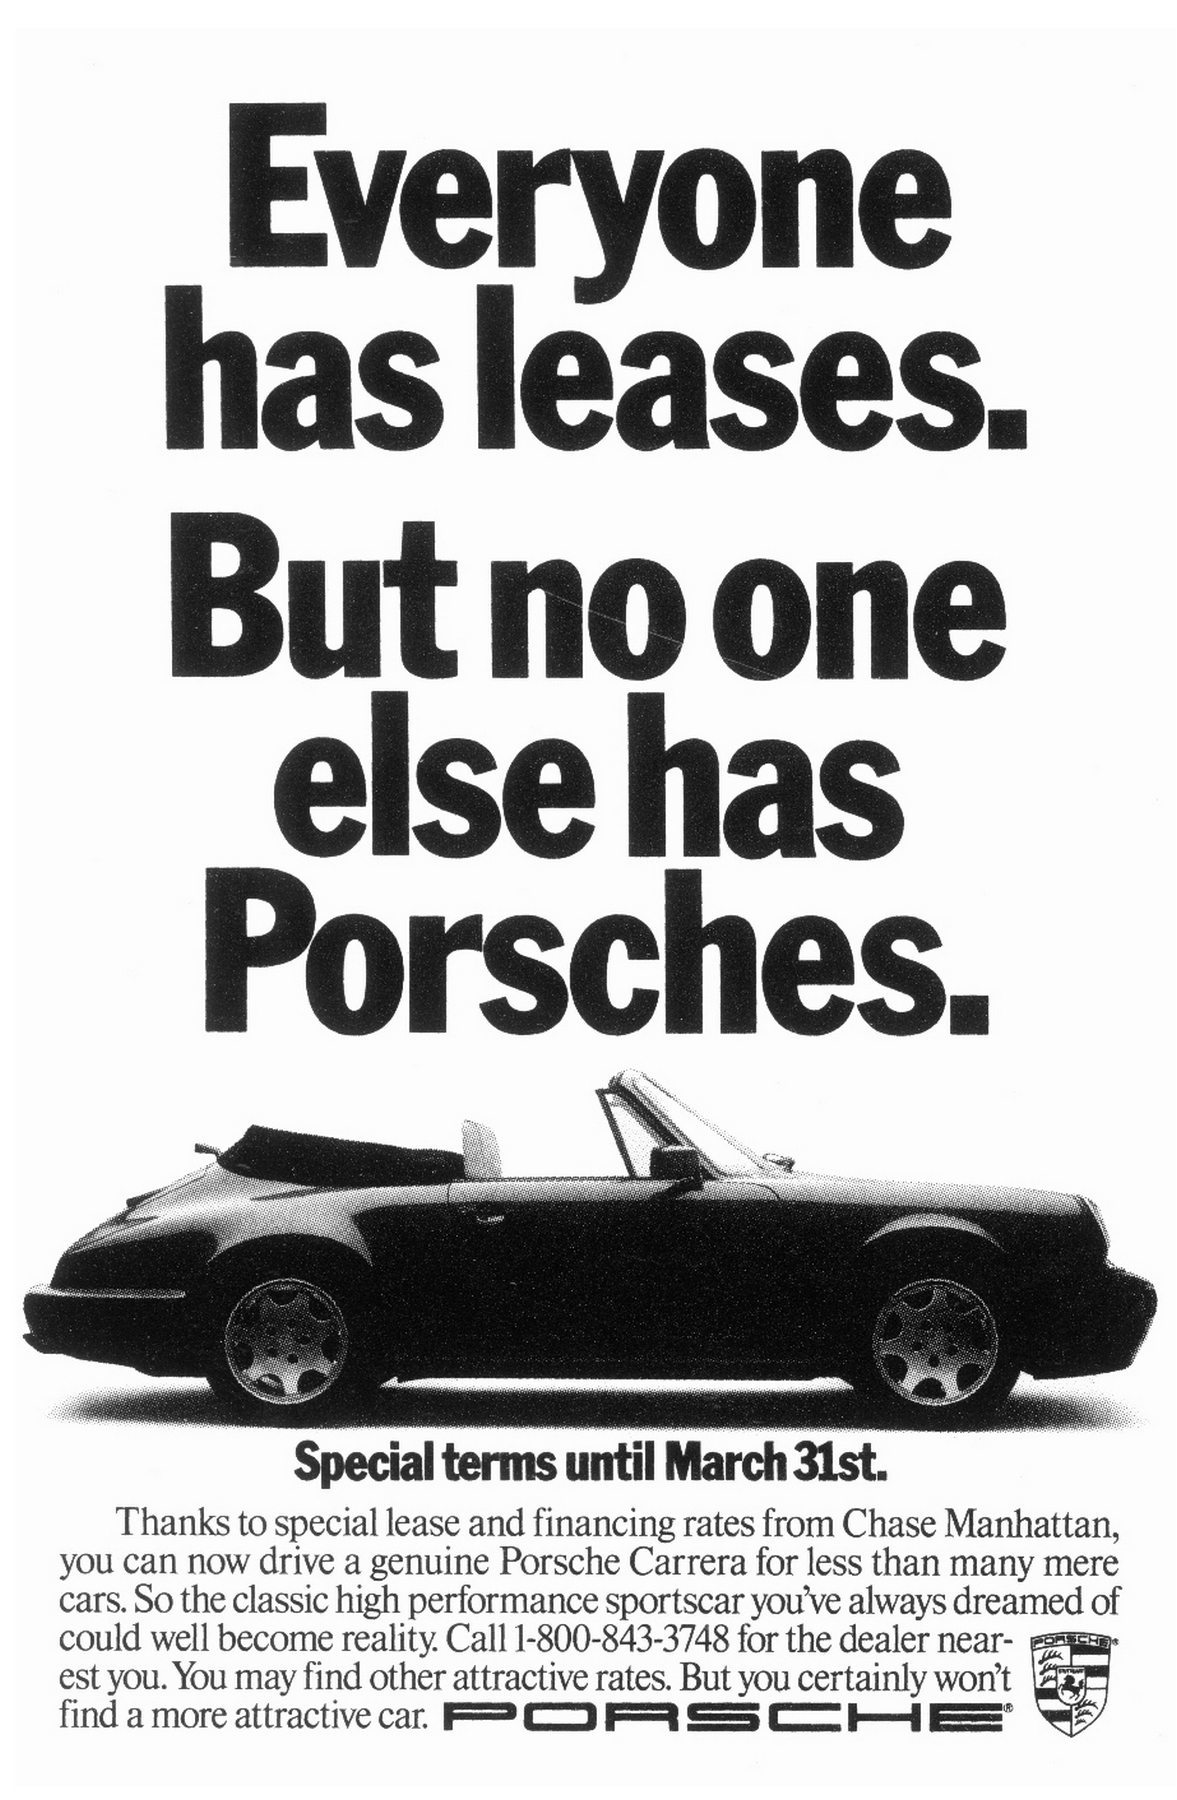 Everyone
has leases.
But no one
else has
Porsches.
Special terms until March 31st.
Thanks to special lease and financing rates from Chase Manhattan,
you can now drive a genuine Porsche Carrera for less than many mere
cars. So the classic high performance sportscar you've always dreamed of
could well become reality. Call 1-800-843-3748 for the dealer near-
est you. You may find other attractive rates. But you certainly won't
find a more attractive car. PORSCHE®
PORSCHE®
STUTTGART